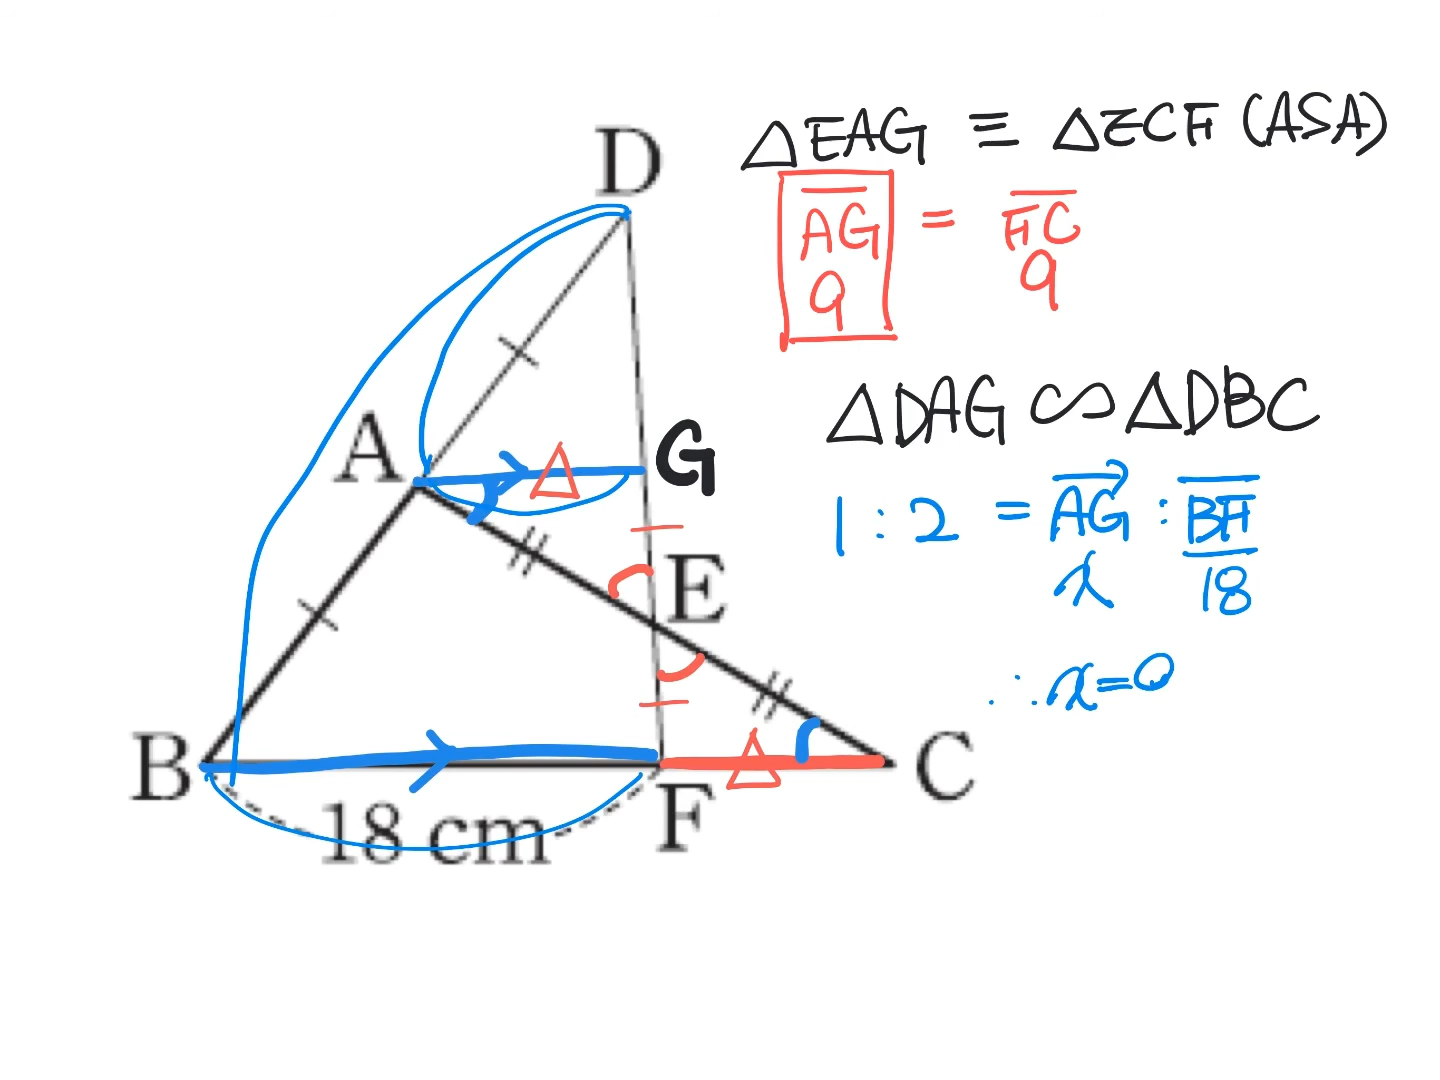 D
△EAG ≡ △ECF (ASA)
AG = FC
9 9
△DAG ∽ △DBC
A
△
G
1 : 2 = AG : BF
x 18
E
∴ x=9
B
△
C
18 cm
F